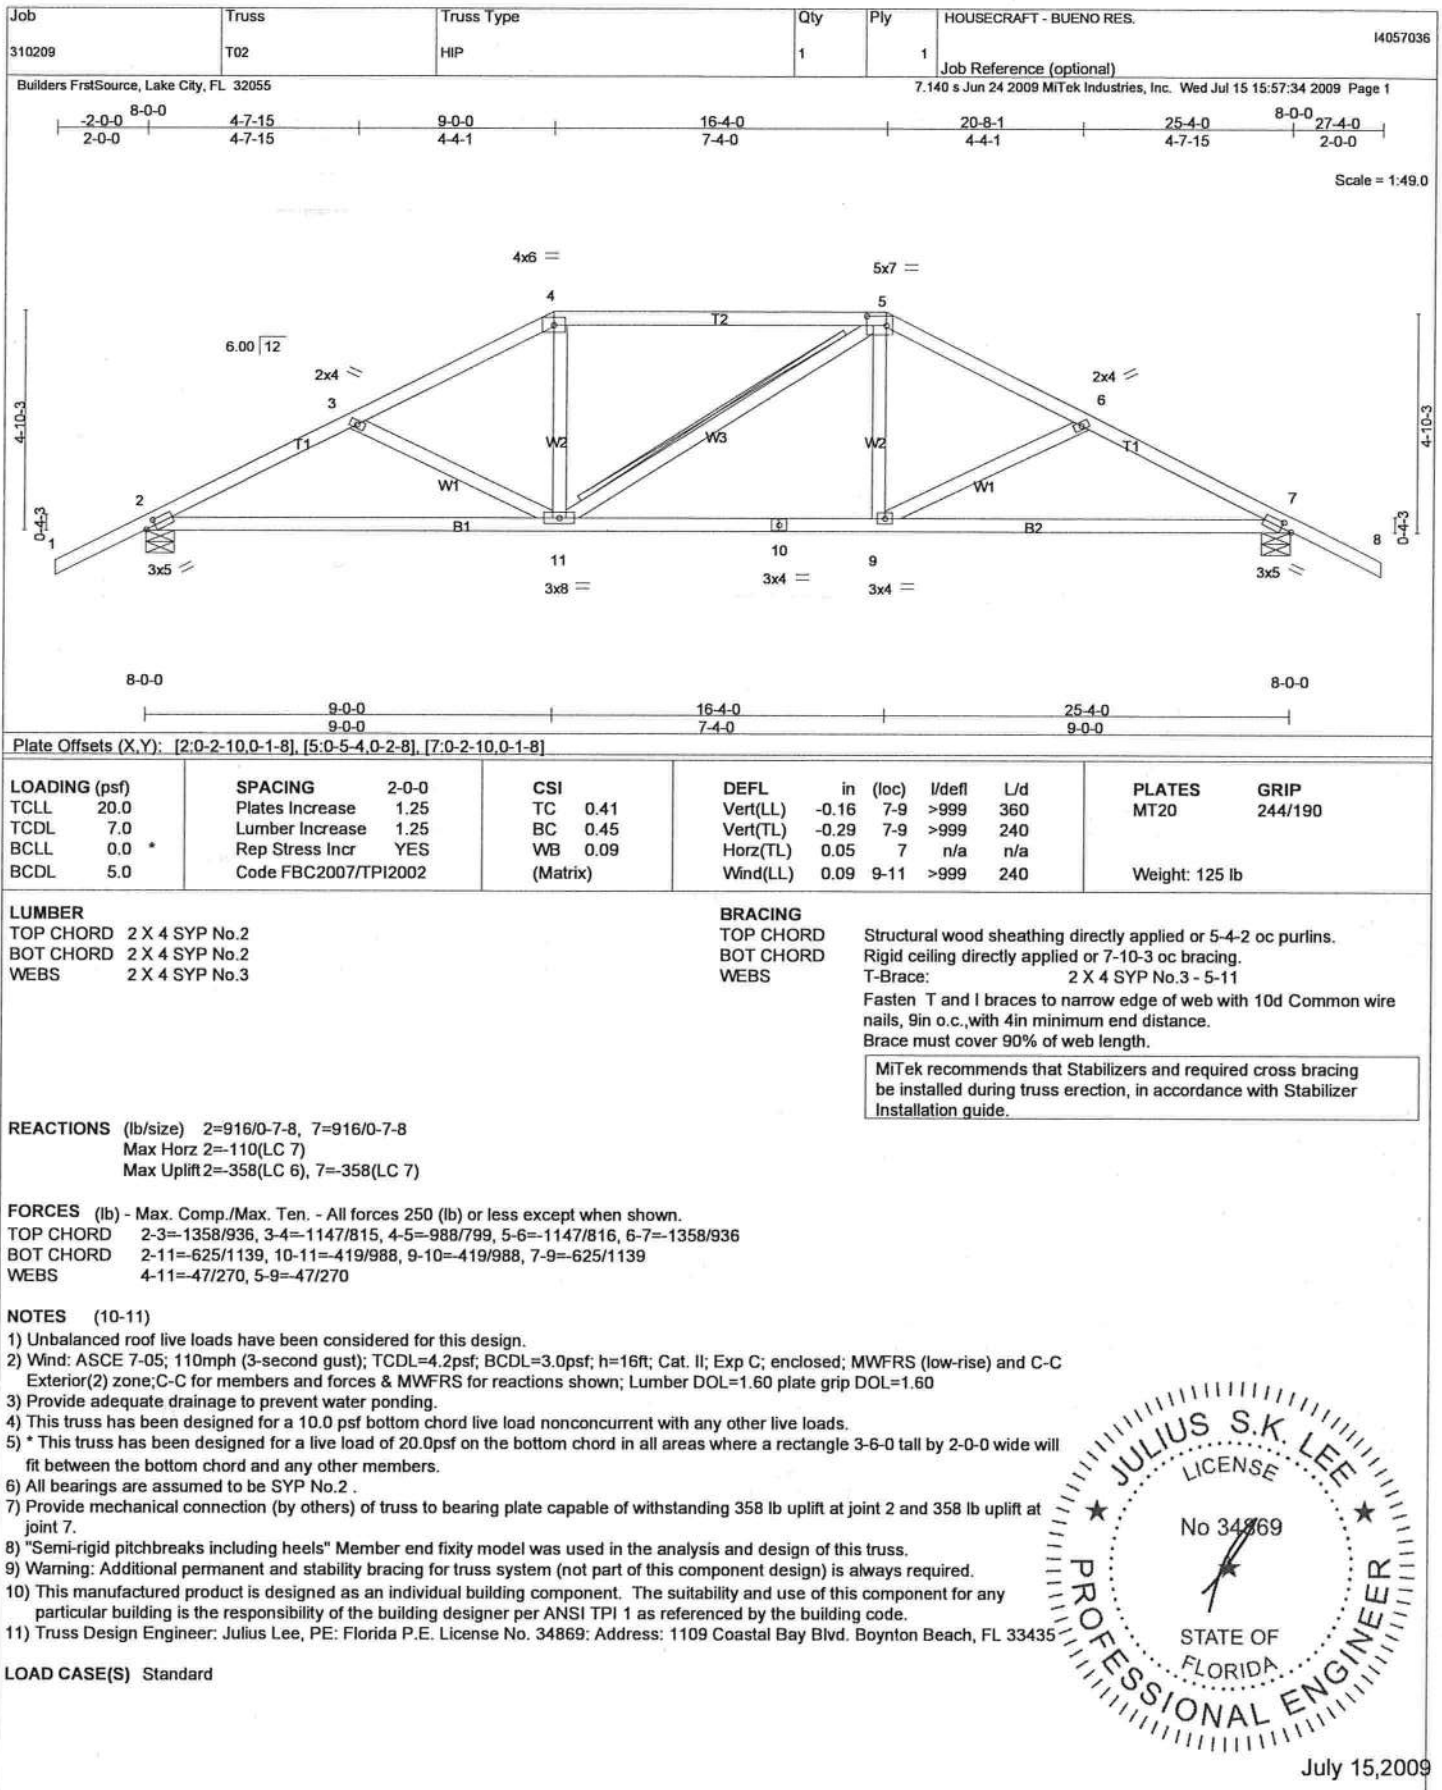 Job Truss Truss Type Qty Ply HOUSECRAFT - BUENO RES.
310209 T02 HIP 1 1 I4057036
Job Reference (optional)
Builders FrstSource, Lake City, FL 32055 7.140 s Jun 24 2009 MiTek Industries, Inc. Wed Jul 15 15:57:34 2009 Page 1
8-0-0 8-0-0
-2-0-0 4-7-15 9-0-0 16-4-0 20-8-1 25-4-0 27-4-0
2-0-0 4-7-15 4-4-1 7-4-0 4-4-1 4-7-15 2-0-0
Scale = 1:49.0
4x6 =
5x7 =
4 5
T2
6.00 12
2x4
3
2x4
6
4-10-3
4-10-3
T1 W2 W3 W2 T1
W1 W1
2 7
0-4-3
0-4-3
1 B1 B2 8
11 10 9
3x5 3x8 = 3x4 = 3x4 = 3x5
8-0-0 8-0-0
9-0-0 16-4-0 25-4-0
9-0-0 7-4-0 9-0-0
Plate Offsets (X,Y): [2:0-2-10,0-1-8], [5:0-5-4,0-2-8], [7:0-2-10,0-1-8]
LOADING (psf) SPACING 2-0-0 CSI DEFL in (loc) l/defl L/d PLATES GRIP
TCLL 20.0 Plates Increase 1.25 TC 0.41 Vert(LL) -0.16 7-9 >999 360 MT20 244/190
TCDL 7.0 Lumber Increase 1.25 BC 0.45 Vert(TL) -0.29 7-9 >999 240
BCLL 0.0 * Rep Stress Incr YES WB 0.09 Horz(TL) 0.05 7 n/a n/a
BCDL 5.0 Code FBC2007/TPI2002 (Matrix) Wind(LL) 0.09 9-11 >999 240 Weight: 125 lb
LUMBER
TOP CHORD 2 X 4 SYP No.2
BOT CHORD 2 X 4 SYP No.2
WEBS 2 X 4 SYP No.3
BRACING
TOP CHORD Structural wood sheathing directly applied or 5-4-2 oc purlins.
BOT CHORD Rigid ceiling directly applied or 7-10-3 oc bracing.
WEBS T-Brace: 2 X 4 SYP No.3 - 5-11
Fasten T and I braces to narrow edge of web with 10d Common wire
nails, 9in o.c.,with 4in minimum end distance.
Brace must cover 90% of web length.
MiTek recommends that Stabilizers and required cross bracing
be installed during truss erection, in accordance with Stabilizer
Installation guide.
REACTIONS (lb/size) 2=916/0-7-8, 7=916/0-7-8
Max Horz 2=-110(LC 7)
Max Uplift 2=-358(LC 6), 7=-358(LC 7)
FORCES (lb) - Max. Comp./Max. Ten. - All forces 250 (lb) or less except when shown.
TOP CHORD 2-3=-1358/936, 3-4=-1147/815, 4-5=-988/799, 5-6=-1147/816, 6-7=-1358/936
BOT CHORD 2-11=-625/1139, 10-11=-419/988, 9-10=-419/988, 7-9=-625/1139
WEBS 4-11=-47/270, 5-9=-47/270
NOTES (10-11)
1) Unbalanced roof live loads have been considered for this design.
2) Wind: ASCE 7-05; 110mph (3-second gust); TCDL=4.2psf; BCDL=3.0psf; h=16ft; Cat. II; Exp C; enclosed; MWFRS (low-rise) and C-C
Exterior(2) zone;C-C for members and forces & MWFRS for reactions shown; Lumber DOL=1.60 plate grip DOL=1.60
3) Provide adequate drainage to prevent water ponding.
4) This truss has been designed for a 10.0 psf bottom chord live load nonconcurrent with any other live loads.
5) * This truss has been designed for a live load of 20.0psf on the bottom chord in all areas where a rectangle 3-6-0 tall by 2-0-0 wide will
fit between the bottom chord and any other members.
6) All bearings are assumed to be SYP No.2 .
7) Provide mechanical connection (by others) of truss to bearing plate capable of withstanding 358 lb uplift at joint 2 and 358 lb uplift at
joint 7.
8) "Semi-rigid pitchbreaks including heels" Member end fixity model was used in the analysis and design of this truss.
9) Warning: Additional permanent and stability bracing for truss system (not part of this component design) is always required.
10) This manufactured product is designed as an individual building component. The suitability and use of this component for any
particular building is the responsibility of the building designer per ANSI TPI 1 as referenced by the building code.
11) Truss Design Engineer: Julius Lee, PE: Florida P.E. License No. 34869: Address: 1109 Coastal Bay Blvd. Boynton Beach, FL 33435
LOAD CASE(S) Standard
JULIUS S.K. LEE
LICENSE
No 34869
STATE OF
FLORIDA
PROFESSIONAL ENGINEER
July 15,2009